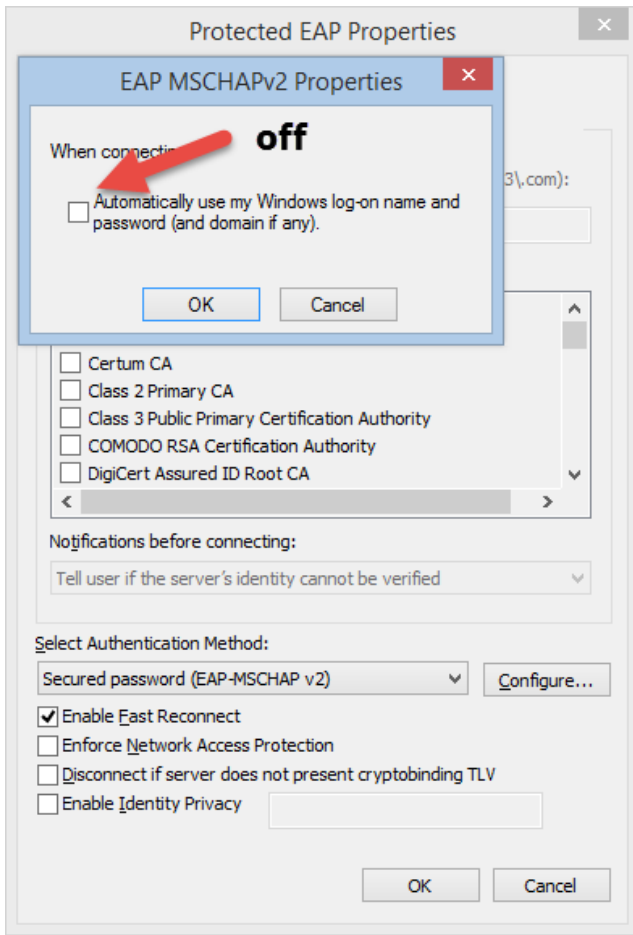 Protected EAP Properties
EAP MSCHAPv2 Properties
off
When
3\.com):
Automatically use my Windows log-on name and
password (and domain if any).
OK Cancel
Certum CA
Class 2 Primary CA
Class 3 Public Primary Certification Authority
COMODO RSA Certification Authority
DigiCert Assured ID Root CA
Notifications before connecting:
Tell user if the server's identity cannot be verified
Select Authentication Method:
Secured password (EAP-MSCHAP v2) Configure...
Enable Fast Reconnect
Enforce Network Access Protection
Disconnect if server does not present cryptobinding TLV
Enable Identity Privacy
OK Cancel